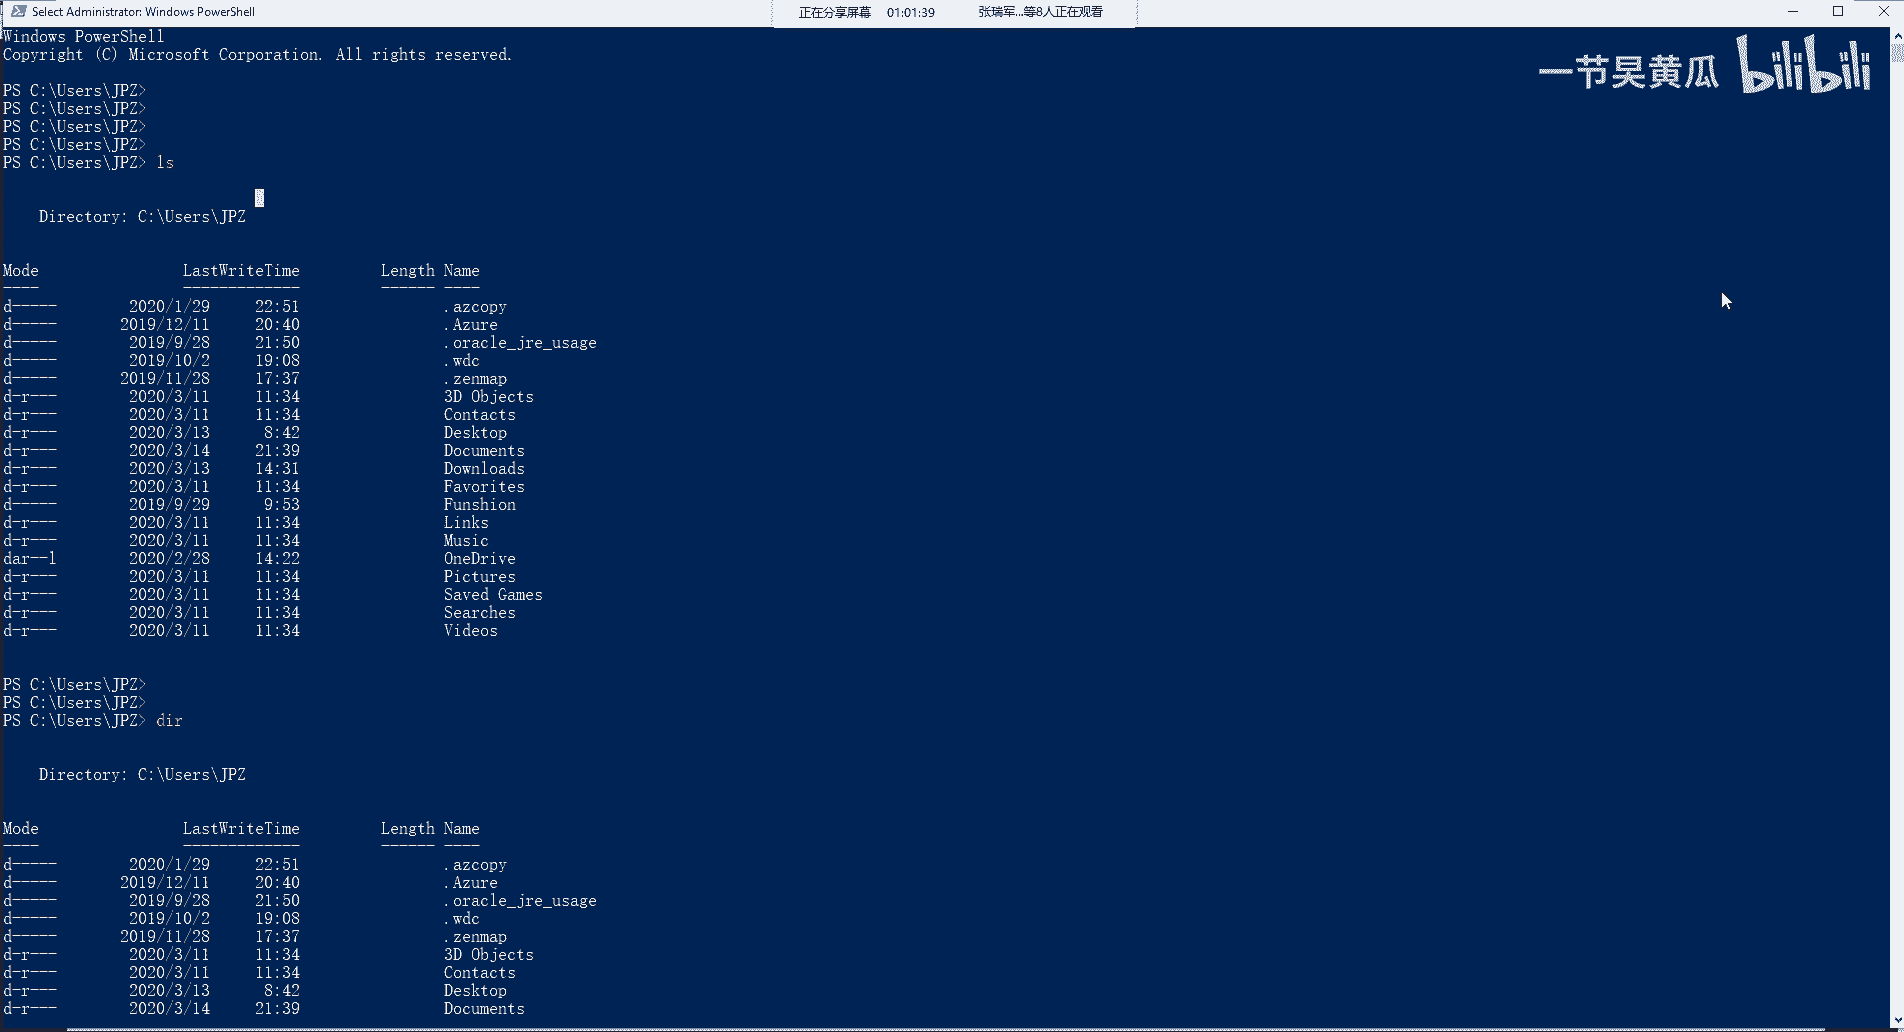 Select Administrator: Windows PowerShell
正在分享屏幕 01:01:39 张瑞军...等8人正在观看
Windows PowerShell
Copyright (C) Microsoft Corporation. All rights reserved.
一节昊黄瓜 bilibili
PS C:\Users\JPZ>
PS C:\Users\JPZ>
PS C:\Users\JPZ>
PS C:\Users\JPZ>
PS C:\Users\JPZ> ls
Directory: C:\Users\JPZ
Mode LastWriteTime Length Name
---- ------------- ------ ----
d----- 2020/1/29 22:51 .azcopy
d----- 2019/12/11 20:40 .Azure
d----- 2019/9/28 21:50 .oracle_jre_usage
d----- 2019/10/2 19:08 .wdc
d----- 2019/11/28 17:37 .zenmap
d-r--- 2020/3/11 11:34 3D Objects
d-r--- 2020/3/11 11:34 Contacts
d-r--- 2020/3/13 8:42 Desktop
d-r--- 2020/3/14 21:39 Documents
d-r--- 2020/3/13 14:31 Downloads
d-r--- 2020/3/11 11:34 Favorites
d----- 2019/9/29 9:53 Funshion
d-r--- 2020/3/11 11:34 Links
d-r--- 2020/3/11 11:34 Music
dar--l 2020/2/28 14:22 OneDrive
d-r--- 2020/3/11 11:34 Pictures
d-r--- 2020/3/11 11:34 Saved Games
d-r--- 2020/3/11 11:34 Searches
d-r--- 2020/3/11 11:34 Videos
PS C:\Users\JPZ>
PS C:\Users\JPZ>
PS C:\Users\JPZ> dir
Directory: C:\Users\JPZ
Mode LastWriteTime Length Name
---- ------------- ------ ----
d----- 2020/1/29 22:51 .azcopy
d----- 2019/12/11 20:40 .Azure
d----- 2019/9/28 21:50 .oracle_jre_usage
d----- 2019/10/2 19:08 .wdc
d----- 2019/11/28 17:37 .zenmap
d-r--- 2020/3/11 11:34 3D Objects
d-r--- 2020/3/11 11:34 Contacts
d-r--- 2020/3/13 8:42 Desktop
d-r--- 2020/3/14 21:39 Documents